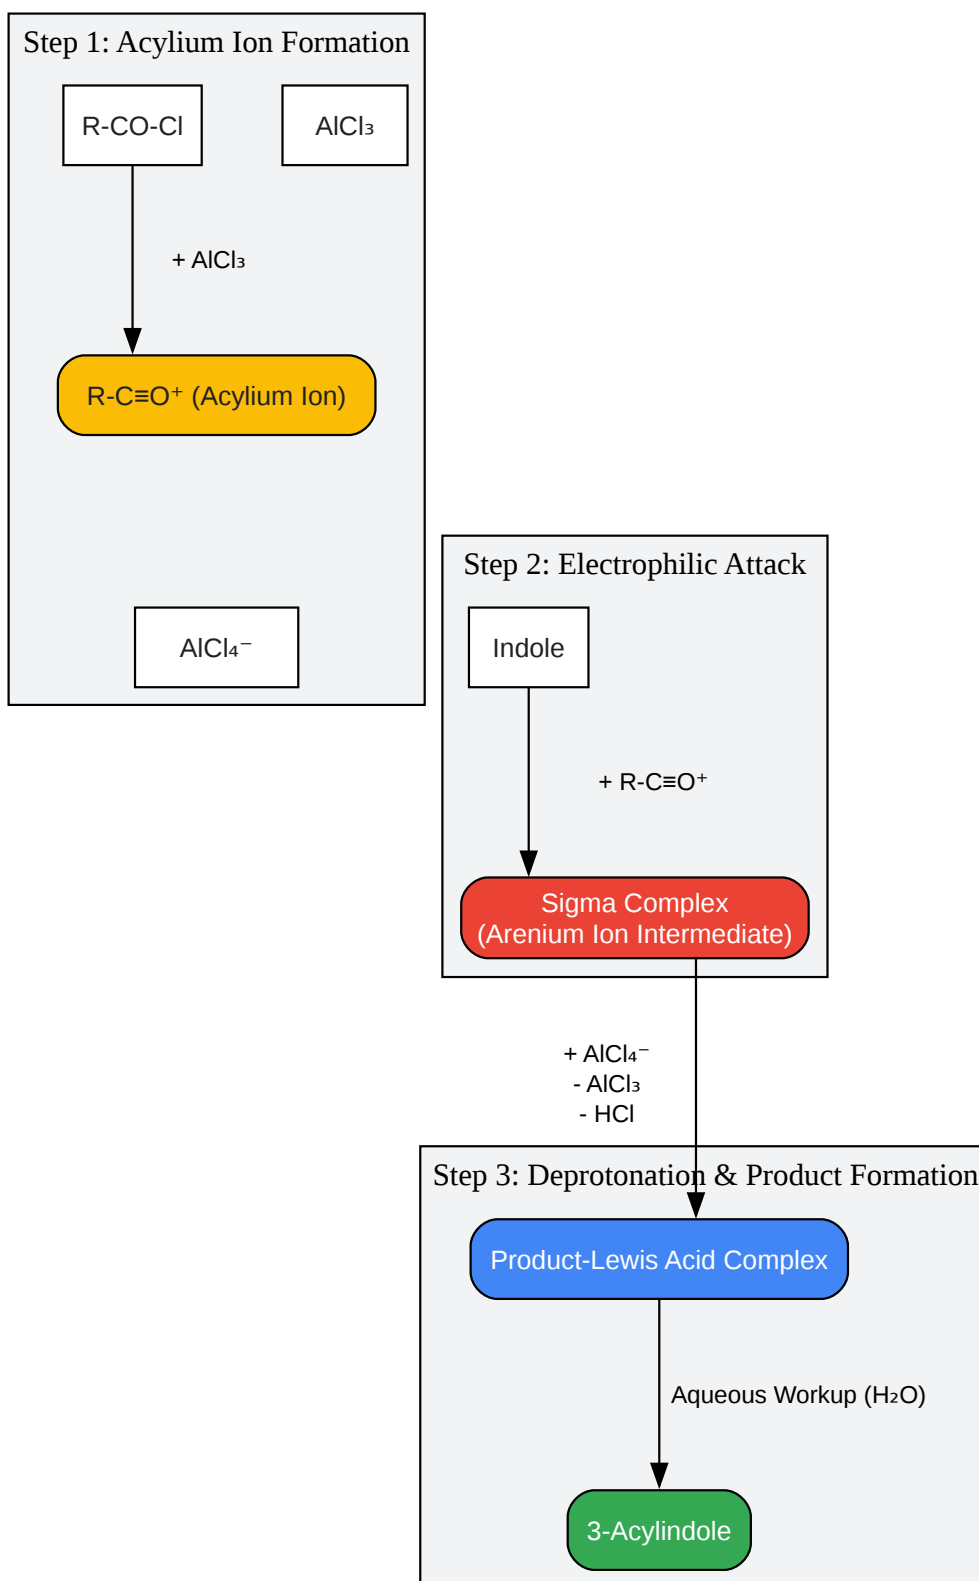 Step 1: Acylium Ion Formation
R-CO-Cl
AlCl₃
+ AlCl₃
R-C≡O⁺ (Acylium Ion)
AlCl₄⁻
Step 2: Electrophilic Attack
Indole
+ R-C≡O⁺
Sigma Complex
(Arenium Ion Intermediate)
+ AlCl₄⁻
- AlCl₃
- HCl
Step 3: Deprotonation & Product Formation
Product-Lewis Acid Complex
Aqueous Workup (H₂O)
3-Acylindole